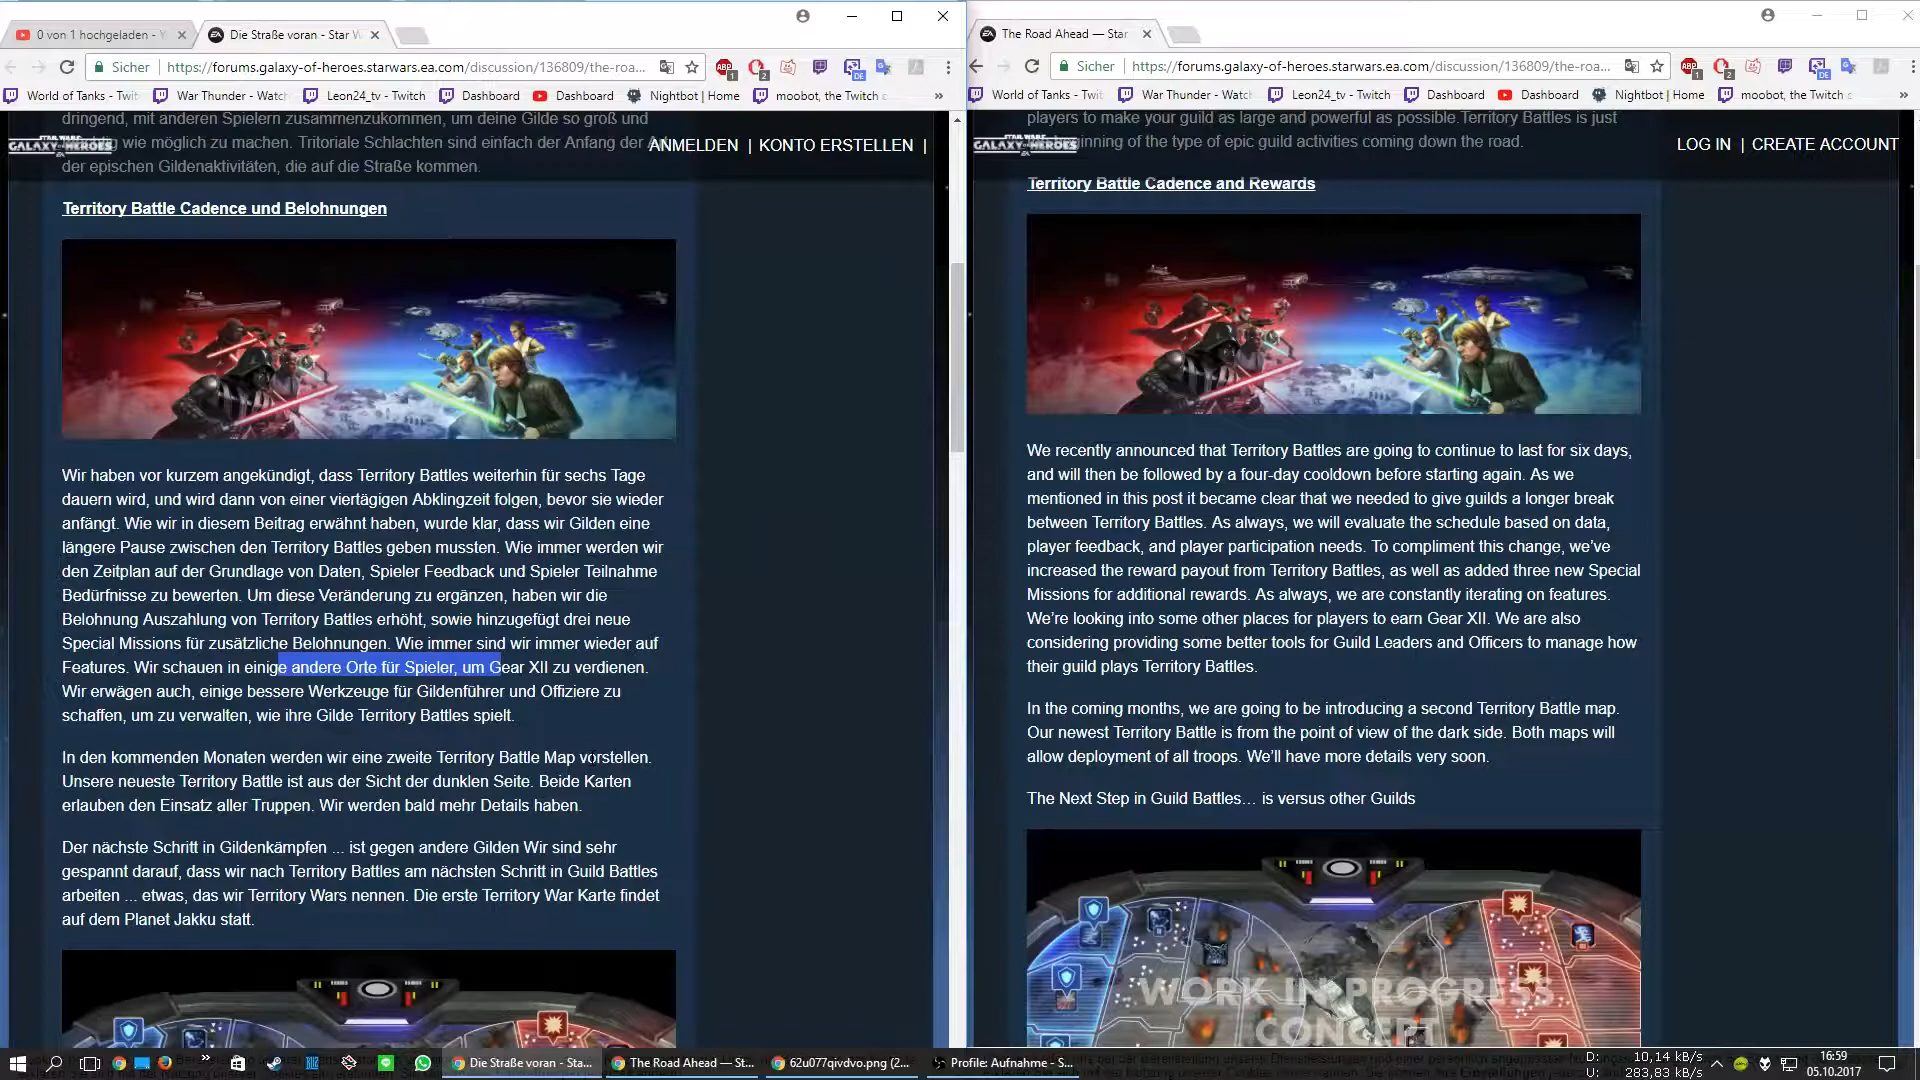 0 von 1 hochgeladen - Y
Die Straße voran - Star W
Sicher
https://forums.galaxy-of-heroes.starwars.ea.com/discussion/136809/the-roa...
World of Tanks - Twit
War Thunder - Watch
Leon24_tv - Twitch
Dashboard
Dashboard
Nightbot | Home
moobot, the Twitch c
»
dringend, mit anderen Spielern zusammenzukommen, um deine Gilde so groß und
wie möglich zu machen. Tritoriale Schlachten sind einfach der Anfang der
der epischen Gildenaktivitäten, die auf die Straße kommen.
STAR WARS
GALAXY OF HEROES
ANMELDEN | KONTO ERSTELLEN |
Territory Battle Cadence und Belohnungen
Wir haben vor kurzem angekündigt, dass Territory Battles weiterhin für sechs Tage
dauern wird, und wird dann von einer viertägigen Abklingzeit folgen, bevor sie wieder
anfängt. Wie wir in diesem Beitrag erwähnt haben, wurde klar, dass wir Gilden eine
längere Pause zwischen den Territory Battles geben mussten. Wie immer werden wir
den Zeitplan auf der Grundlage von Daten, Spieler Feedback und Spieler Teilnahme
Bedürfnisse zu bewerten. Um diese Veränderung zu ergänzen, haben wir die
Belohnung Auszahlung von Territory Battles erhöht, sowie hinzugefügt drei neue
Special Missions für zusätzliche Belohnungen. Wie immer sind wir immer wieder auf
Features. Wir schauen in einige andere Orte für Spieler, um Gear XII zu verdienen.
Wir erwägen auch, einige bessere Werkzeuge für Gildenführer und Offiziere zu
schaffen, um zu verwalten, wie ihre Gilde Territory Battles spielt.
In den kommenden Monaten werden wir eine zweite Territory Battle Map vorstellen.
Unsere neueste Territory Battle ist aus der Sicht der dunklen Seite. Beide Karten
erlauben den Einsatz aller Truppen. Wir werden bald mehr Details haben.
Der nächste Schritt in Gildenkämpfen ... ist gegen andere Gilden Wir sind sehr
gespannt darauf, dass wir nach Territory Battles am nächsten Schritt in Guild Battles
arbeiten ... etwas, das wir Territory Wars nennen. Die erste Territory War Karte findet
auf dem Planet Jakku statt.
The Road Ahead — Star
Sicher
https://forums.galaxy-of-heroes.starwars.ea.com/discussion/136809/the-roa...
World of Tanks - Twit
War Thunder - Watch
Leon24_tv - Twitch
Dashboard
Dashboard
Nightbot | Home
moobot, the Twitch c
»
players to make your guild as large and powerful as possible.Territory Battles is just
beginning of the type of epic guild activities coming down the road.
STAR WARS
GALAXY OF HEROES
LOG IN | CREATE ACCOUNT
Territory Battle Cadence and Rewards
We recently announced that Territory Battles are going to continue to last for six days,
and will then be followed by a four-day cooldown before starting again. As we
mentioned in this post it became clear that we needed to give guilds a longer break
between Territory Battles. As always, we will evaluate the schedule based on data,
player feedback, and player participation needs. To compliment this change, we’ve
increased the reward payout from Territory Battles, as well as added three new Special
Missions for additional rewards. As always, we are constantly iterating on features.
We’re looking into some other places for players to earn Gear XII. We are also
considering providing some better tools for Guild Leaders and Officers to manage how
their guild plays Territory Battles.
In the coming months, we are going to be introducing a second Territory Battle map.
Our newest Territory Battle is from the point of view of the dark side. Both maps will
allow deployment of all troops. We’ll have more details very soon.
The Next Step in Guild Battles… is versus other Guilds
WORK IN PROGRESS
CONCEPT
Die Straße voran - Sta...
The Road Ahead — St...
62u077qivdvo.png (2...
Profile: Aufnahme - S...
D: 10,14 kB/s
U: 283,83 kB/s
16:59
05.10.2017